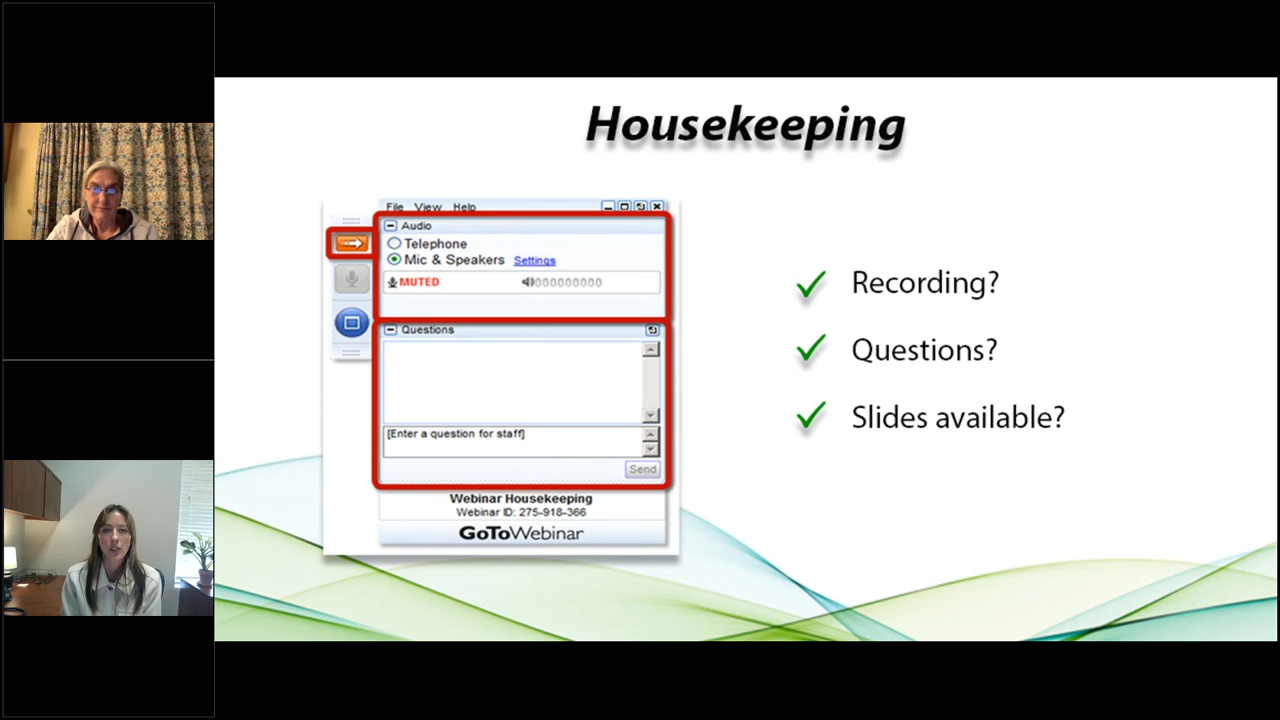 Housekeeping
File View Help
Audio
Telephone
Mic & Speakers Settings
MUTED
Questions
[Enter a question for staff]
Send
Webinar Housekeeping
Webinar ID: 275-918-366
GoToWebinar
Recording?
Questions?
Slides available?